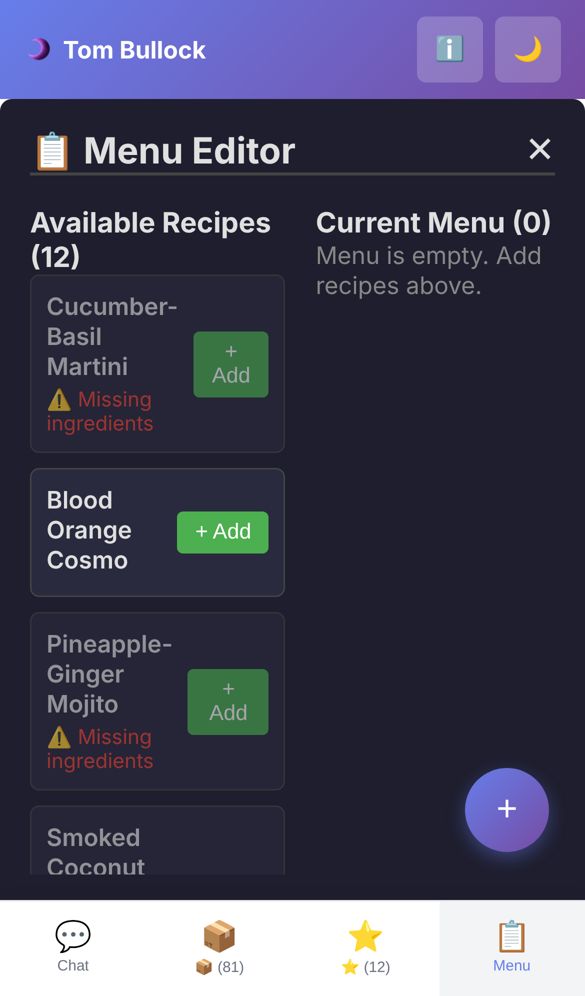 Tom Bullock
Menu Editor
×
Available Recipes
(12)
Cucumber-
Basil
Martini
⚠️ Missing
ingredients
+
Add
Blood
Orange
Cosmo
+ Add
Pineapple-
Ginger
Mojito
⚠️ Missing
ingredients
+
Add
Smoked
Coconut
Current Menu (0)
Menu is empty. Add
recipes above.
+
Chat
📦 (81)
⭐ (12)
Menu